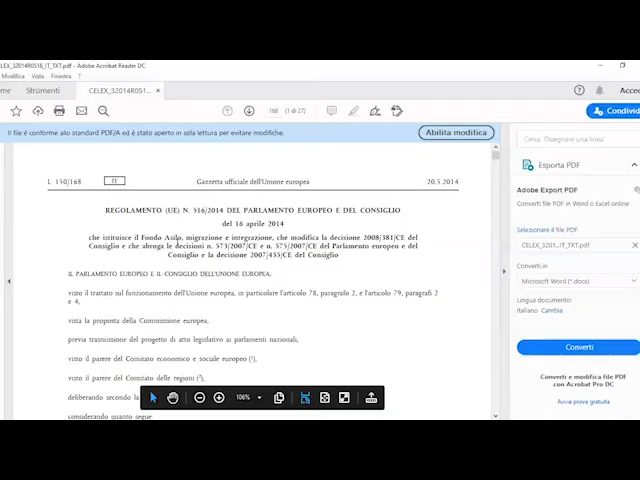 LEX_32014R0516_IT_TXT.pdf - Adobe Acrobat Reader DC
Modifica Vista Finestra ?
me Strumenti CELEX_32014R051... × Acced
168 (1 di 27) Condivid
Il file è conforme allo standard PDF/A ed è stato aperto in sola lettura per evitare modifiche. Abilita modifica
Cerca 'Disegnare una linea'
L 150/168 IT Gazzetta ufficiale dell'Unione europea 20.5.2014
Esporta PDF
REGOLAMENTO (UE) N. 516/2014 DEL PARLAMENTO EUROPEO E DEL CONSIGLIO
del 16 aprile 2014
che istituisce il Fondo Asilo, migrazione e integrazione, che modifica la decisione 2008/381/CE del
Consiglio e che abroga le decisioni n. 573/2007/CE e n. 575/2007/CE del Parlamento europeo e del
Consiglio e la decisione 2007/435/CE del Consiglio
IL PARLAMENTO EUROPEO E IL CONSIGLIO DELL'UNIONE EUROPEA,
visto il trattato sul funzionamento dell'Unione europea, in particolare l'articolo 78, paragrafo 2, e l'articolo 79, paragrafi 2
e 4,
vista la proposta della Commissione europea,
previa trasmissione del progetto di atto legislativo ai parlamenti nazionali,
visto il parere del Comitato economico e sociale europeo (1),
visto il parere del Comitato delle regioni (2),
deliberando secondo la
considerando quanto segue
106%
Adobe Export PDF
Converti file PDF in Word o Excel online
Selezionare il file PDF
CELEX_3201...IT_TXT.pdf ×
Converti in
Microsoft Word (*.docx)
Lingua documento:
Italiano Cambia
Converti
Converti e modifica file PDF
con Acrobat Pro DC
Avvia prova gratuita